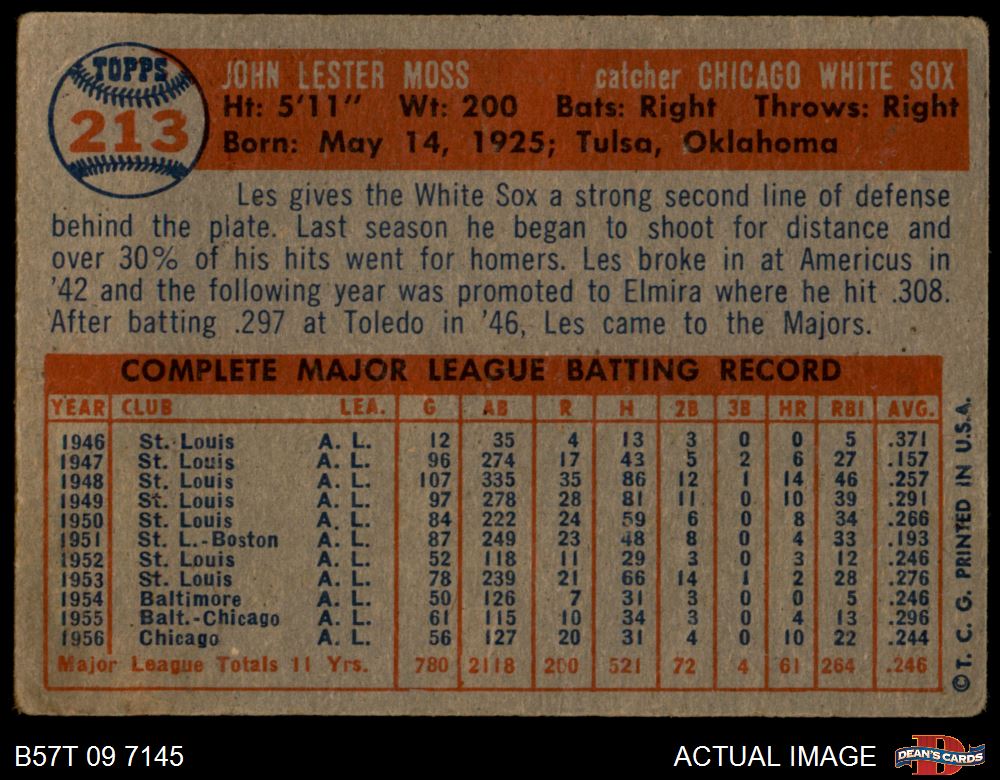 TOPPS
213
JOHN LESTER MOSS catcher CHICAGO WHITE SOX
Ht: 5'11" Wt: 200 Bats: Right Throws: Right
Born: May 14, 1925; Tulsa, Oklahoma
Les gives the White Sox a strong second line of defense
behind the plate. Last season he began to shoot for distance and
over 30% of his hits went for homers. Les broke in at Americus in
'42 and the following year was promoted to Elmira where he hit .308.
After batting .297 at Toledo in '46, Les came to the Majors.
COMPLETE MAJOR LEAGUE BATTING RECORD
YEAR CLUB LEA. G AB R H 2B 3B HR RBI AVG.
1946 St. Louis A. L. 12 35 4 13 3 0 0 5 .371
1947 St. Louis A. L. 96 274 17 43 5 2 6 27 .157
1948 St. Louis A. L. 107 335 35 86 12 1 14 46 .257
1949 St. Louis A. L. 97 278 28 81 11 0 10 39 .291
1950 St. Louis A. L. 84 222 24 59 6 0 8 34 .266
1951 St. L.-Boston A. L. 87 249 23 48 8 0 4 33 .193
1952 St. Louis A. L. 52 118 11 29 3 0 3 12 .246
1953 St. Louis A. L. 78 239 21 66 14 1 2 28 .276
1954 Baltimore A. L. 50 126 7 31 3 0 0 5 .246
1955 Balt.-Chicago A. L. 61 115 10 34 3 0 4 13 .296
1956 Chicago A. L. 56 127 20 31 4 0 10 22 .244
Major League Totals 11 Yrs. 780 2118 200 521 72 4 61 264 .246
©T. C. G. PRINTED IN U.S.A.
B57T 09 7145 ACTUAL IMAGE
DEAN'S CARDS